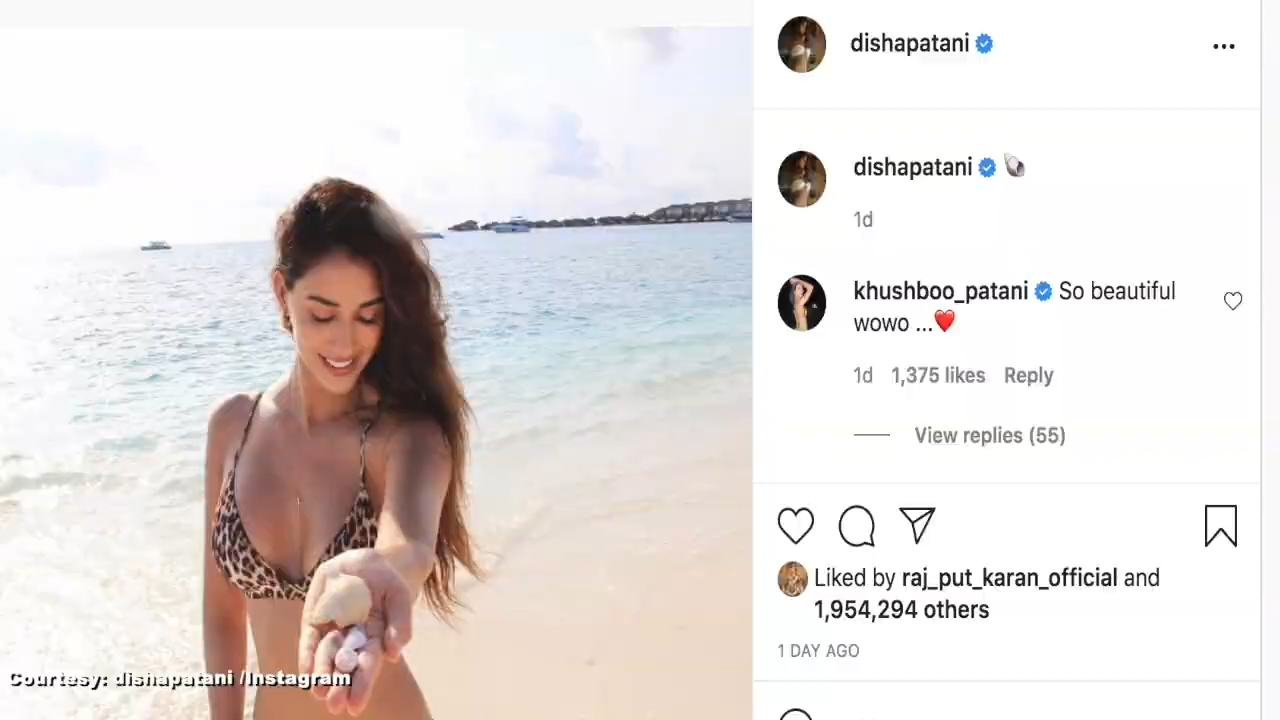 dishapatani
dishapatani 🐚
1d
khushboo_patani So beautiful
wowo ...❤️
1d 1,375 likes Reply
View replies (55)
Liked by raj_put_karan_official and
1,954,294 others
1 DAY AGO
Courtesy: dishapatani /Instagram